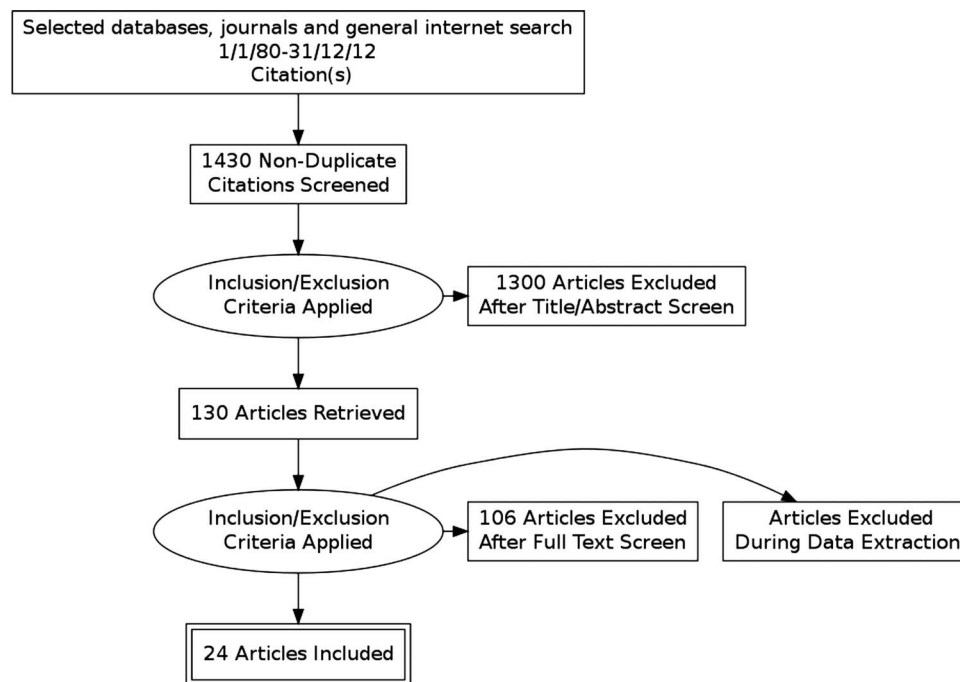 Selected databases, journals and general internet search
1/1/80-31/12/12
Citation(s)
1430 Non-Duplicate
Citations Screened
Inclusion/Exclusion
Criteria Applied
1300 Articles Excluded
After Title/Abstract Screen
130 Articles Retrieved
Inclusion/Exclusion
Criteria Applied
106 Articles Excluded
After Full Text Screen
Articles Excluded
During Data Extraction
24 Articles Included